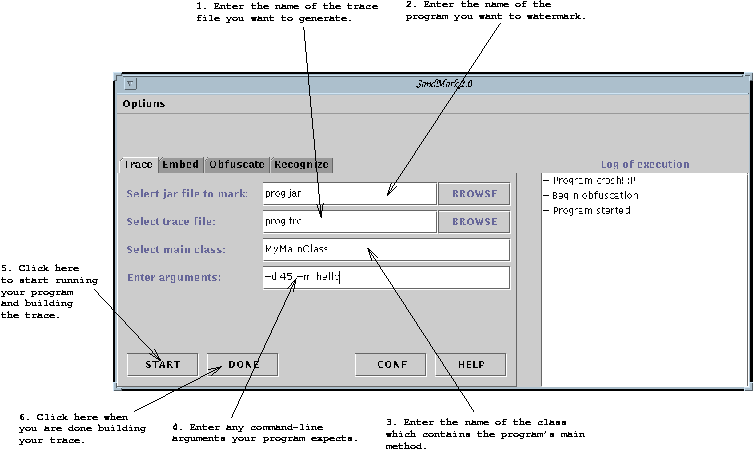 1. Enter the name of the trace
file you want to generate.
2. Enter the name of the
program you want to watermark.
SandMark 2.0
Options
Trace Embed Obfuscate Recognize
Log of execution
Select jar file to mark: prog.jar BROWSE
Select trace file: prog.trc BROWSE
Select main class: MyMainClass
Enter arguments: -d 45 -m hello
- Program crash! :P
- Begin obfuscation
- Program started
START DONE CONF HELP
5. Click here
to start running
your program
and building
the trace.
6. Click here when
you are done building
your trace.
4. Enter any command-line
arguments your program expects.
3. Enter the name of the class
which contains the program's main
method.